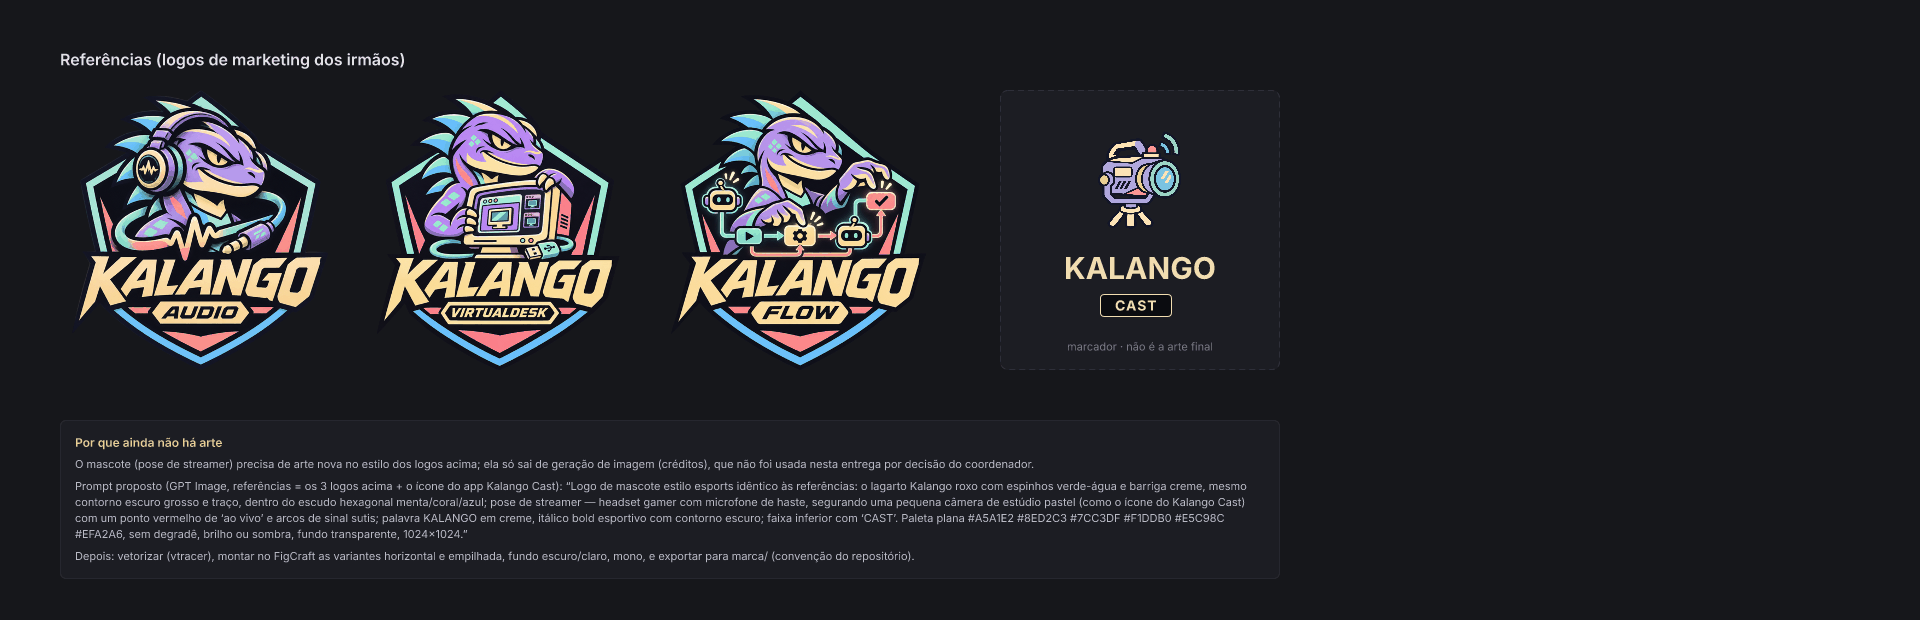 Referências (logos de marketing dos irmãos)
KALANGO
AUDIO
KALANGO
VIRTUALDESK
KALANGO
FLOW
KALANGO
CAST
marcador · não é a arte final
Por que ainda não há arte
O mascote (pose de streamer) precisa de arte nova no estilo dos logos acima; ela só sai de geração de imagem (créditos), que não foi usada nesta entrega por decisão do coordenador.
Prompt proposto (GPT Image, referências = os 3 logos acima + o ícone do app Kalango Cast): “Logo de mascote estilo esports idêntico às referências: o lagarto Kalango roxo com espinhos verde-água e barriga creme, mesmo
contorno escuro grosso e traço, dentro do escudo hexagonal menta/coral/azul; pose de streamer — headset gamer com microfone de haste, segurando uma pequena câmera de estúdio pastel (como o ícone do Kalango Cast)
com um ponto vermelho de ‘ao vivo’ e arcos de sinal sutis; palavra KALANGO em creme, itálico bold esportivo com contorno escuro; faixa inferior com ‘CAST’. Paleta plana #A5A1E2 #8ED2C3 #7CC3DF #F1DDB0 #E5C98C
#EFA2A6, sem degradê, brilho ou sombra, fundo transparente, 1024×1024.”
Depois: vetorizar (vtracer), montar no FigCraft as variantes horizontal e empilhada, fundo escuro/claro, mono, e exportar para marca/ (convenção do repositório).